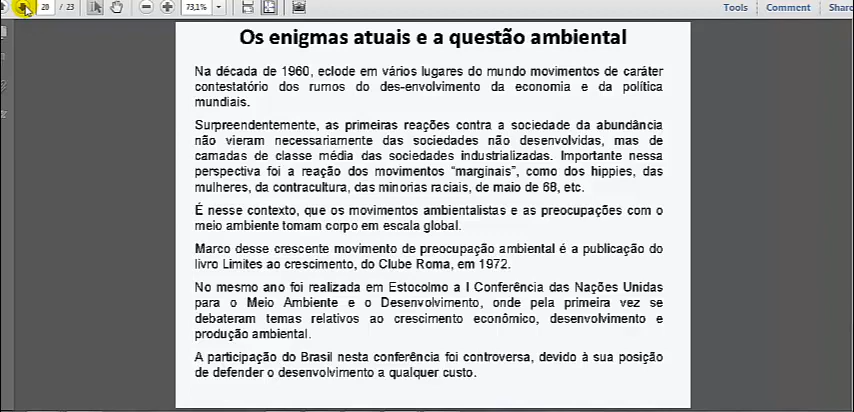 20 / 23 73,1% Tools Comment Share
Os enigmas atuais e a questão ambiental
Na década de 1960, eclode em vários lugares do mundo movimentos de caráter
contestatório dos rumos do des-envolvimento da economia e da política
mundiais.
Surpreendentemente, as primeiras reações contra a sociedade da abundância
não vieram necessariamente das sociedades não desenvolvidas, mas de
camadas de classe média das sociedades industrializadas. Importante nessa
perspectiva foi a reação dos movimentos “marginais”, como dos hippies, das
mulheres, da contracultura, das minorias raciais, de maio de 68, etc.
É nesse contexto, que os movimentos ambientalistas e as preocupações com o
meio ambiente tomam corpo em escala global.
Marco desse crescente movimento de preocupação ambiental é a publicação do
livro Limites ao crescimento, do Clube Roma, em 1972.
No mesmo ano foi realizada em Estocolmo a I Conferência das Nações Unidas
para o Meio Ambiente e o Desenvolvimento, onde pela primeira vez se
debateram temas relativos ao crescimento econômico, desenvolvimento e
produção ambiental.
A participação do Brasil nesta conferência foi controversa, devido à sua posição
de defender o desenvolvimento a qualquer custo.